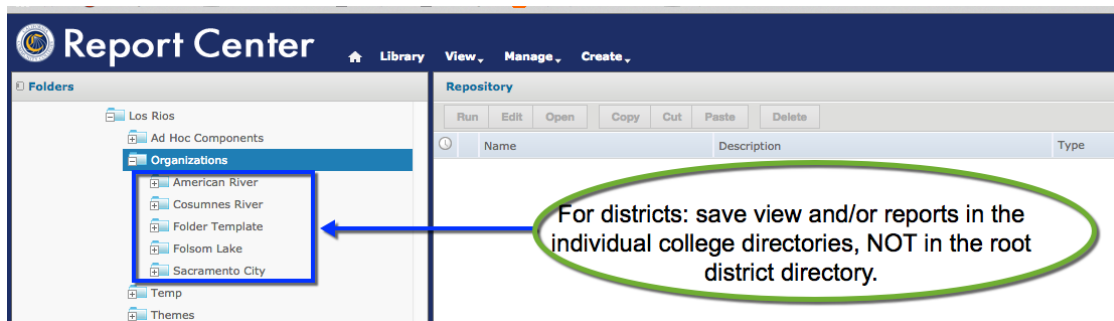 Report Center
Library View Manage Create
Folders
Repository
Los Rios
Ad Hoc Components
Organizations
American River
Cosumnes River
Folder Template
Folsom Lake
Sacramento City
Temp
Themes
Run Edit Open Copy Cut Paste Delete
Name Description Type
For districts: save view and/or reports in the
individual college directories, NOT in the root
district directory.